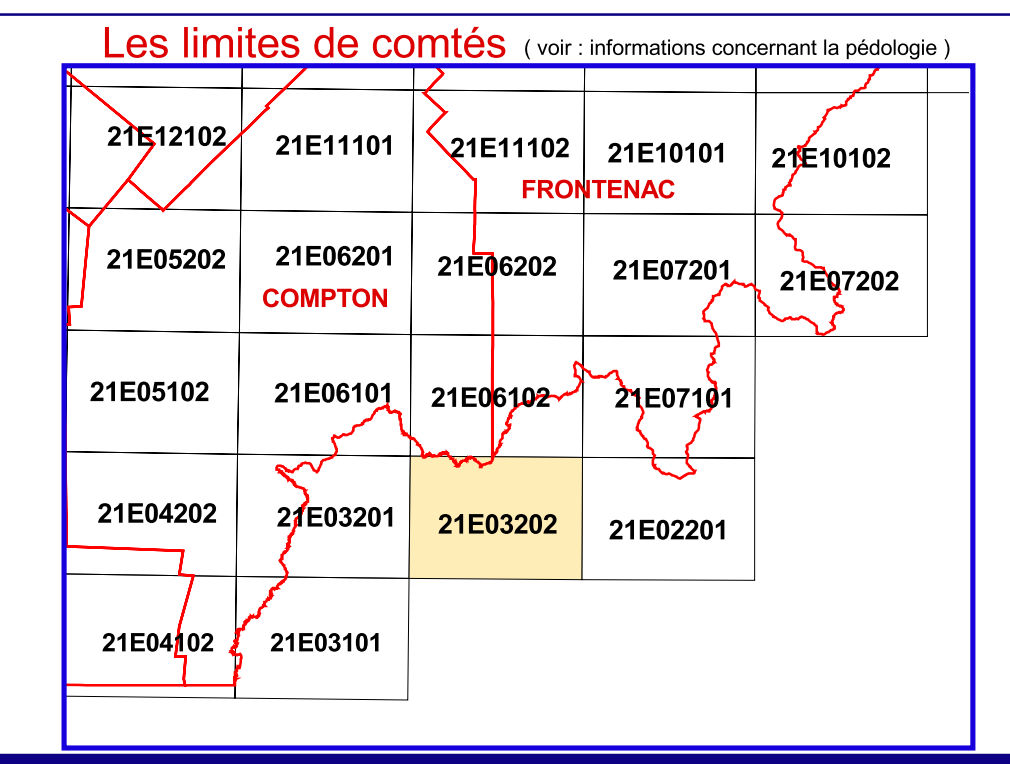 Les limites de comtés ( voir : informations concernant la pédologie )
21E12102 21E11101 21E11102 21E10101 21E10102
FRONTENAC
21E05202 21E06201 21E06202 21E07201 21E07202
COMPTON
21E05102 21E06101 21E06102 21E07101
21E04202 21E03201 21E03202 21E02201
21E04102 21E03101